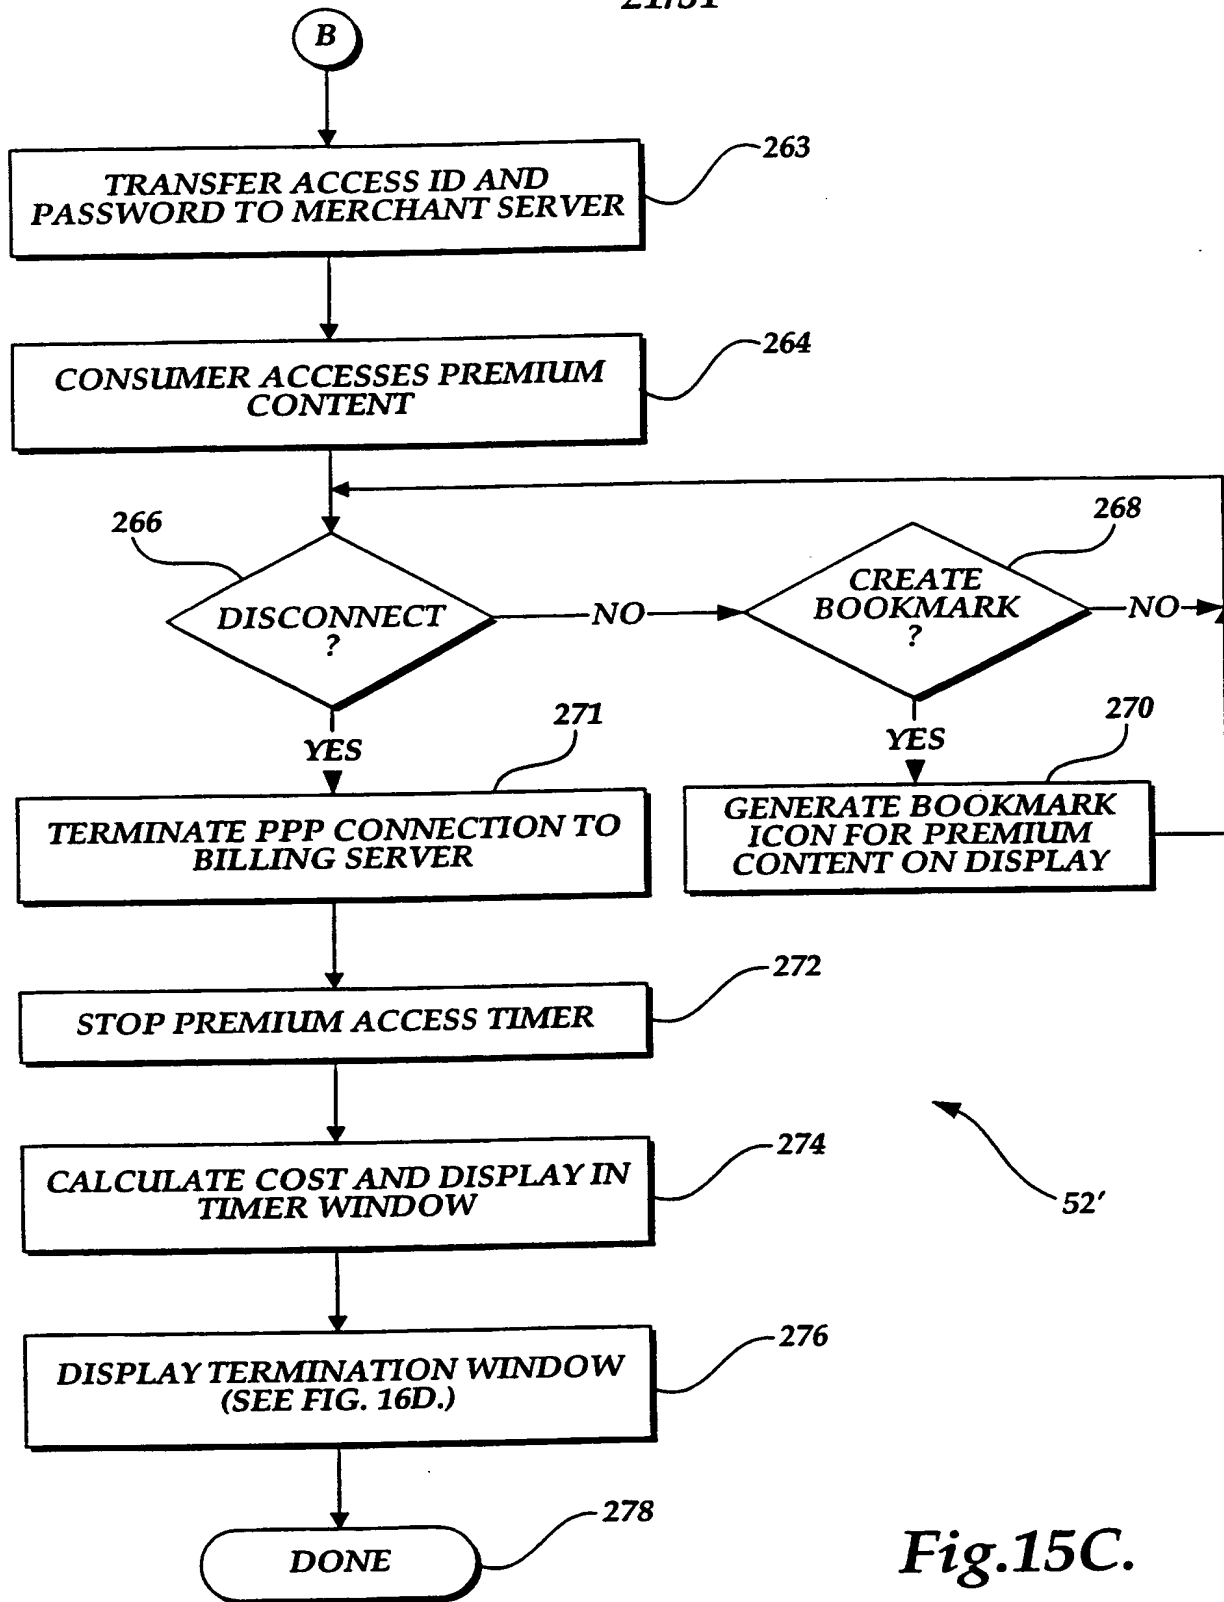 B
TRANSFER ACCESS ID AND
PASSWORD TO MERCHANT SERVER
263
CONSUMER ACCESSES PREMIUM
CONTENT
264
266
DISCONNECT
?
NO
268
CREATE
BOOKMARK
?
NO
YES
271
YES
270
TERMINATE PPP CONNECTION TO
BILLING SERVER
GENERATE BOOKMARK
ICON FOR PREMIUM
CONTENT ON DISPLAY
STOP PREMIUM ACCESS TIMER
272
CALCULATE COST AND DISPLAY IN
TIMER WINDOW
274
52'
DISPLAY TERMINATION WINDOW
(SEE FIG. 16D.)
276
DONE
278
Fig.15C.